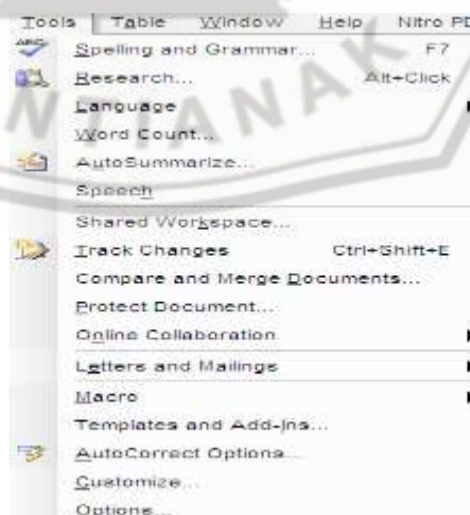 Tools Table Window Help Nitro PD
Spelling and Grammar... F7
Research... Alt+Click
Language
Word Count...
AutoSummarize...
Speech
Shared Workspace...
Track Changes Ctrl+Shift+E
Compare and Merge Documents...
Protect Document...
Online Collaboration
Letters and Mailings
Macro
Templates and Add-Ins...
AutoCorrect Options...
Customize...
Options...
NTIANAK